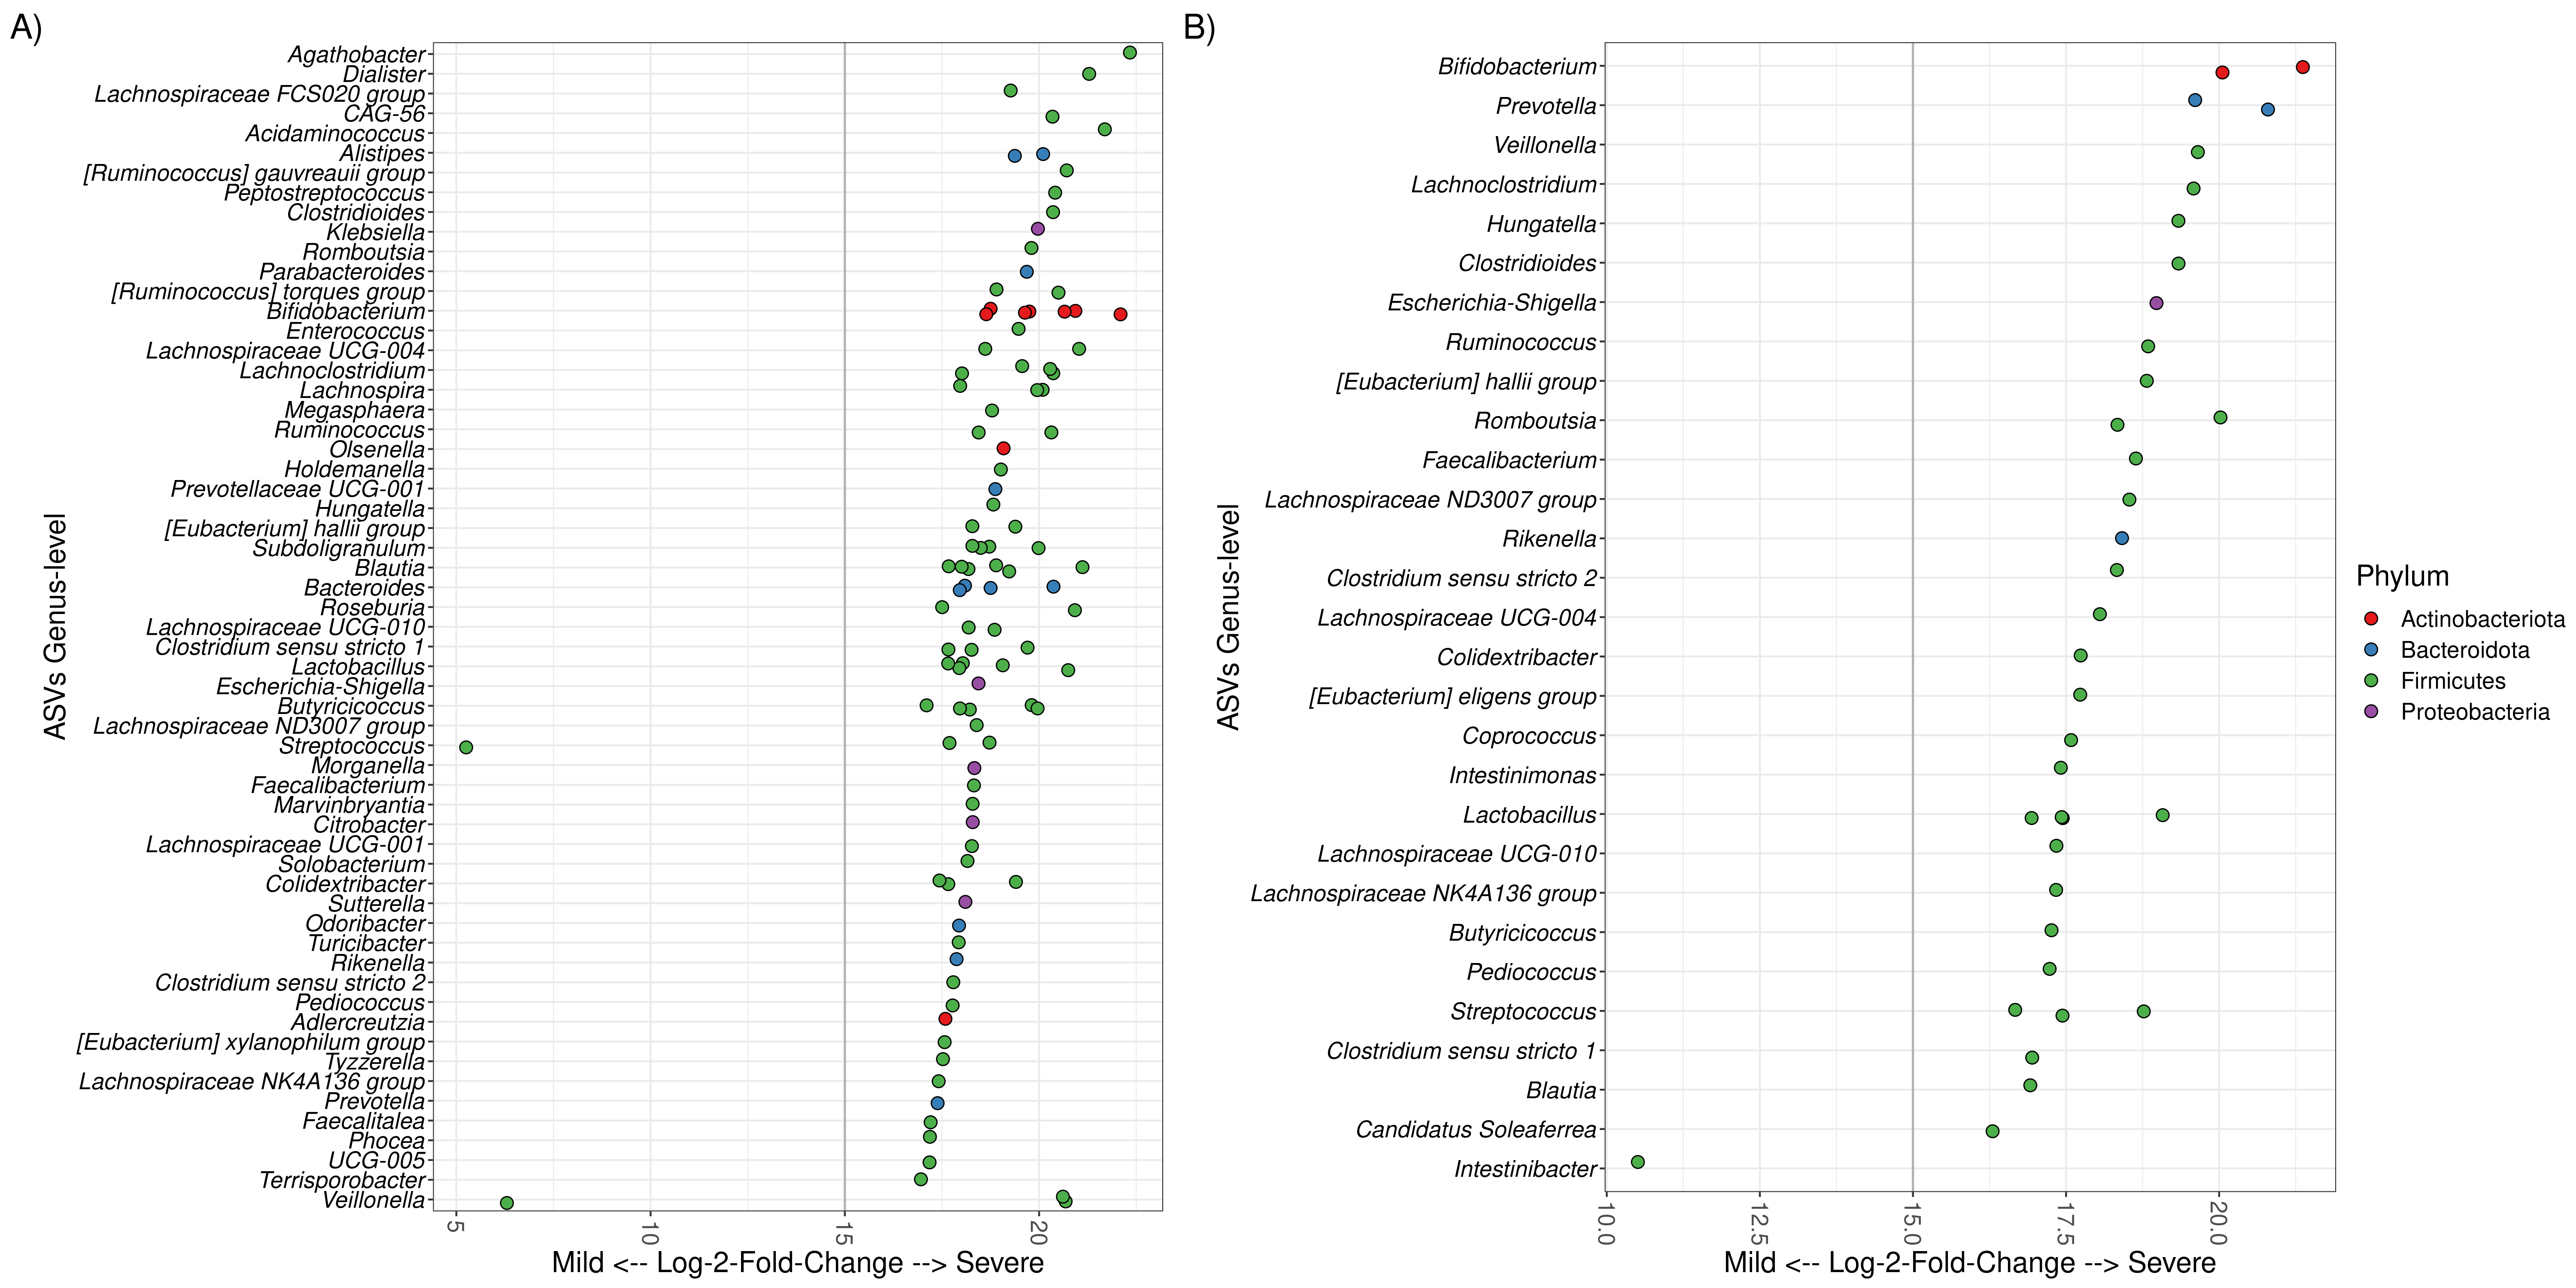 A)
Agathobacter
Dialister
Lachnospiraceae FCS020 group
CAG-56
Acidaminococcus
Alistipes
[Ruminococcus] gauvreauii group
Peptostreptococcus
Clostridioides
Klebsiella
Romboutsia
Parabacteroides
[Ruminococcus] torques group
Bifidobacterium
Enterococcus
Lachnospiraceae UCG-004
Lachnoclostridium
Lachnospira
Megasphaera
Ruminococcus
Olsenella
Holdemanella
Prevotellaceae UCG-001
Hungatella
[Eubacterium] hallii group
Subdoligranulum
Blautia
Bacteroides
Roseburia
Lachnospiraceae UCG-010
Clostridium sensu stricto 1
Lactobacillus
Escherichia-Shigella
Butyricicoccus
Lachnospiraceae ND3007 group
Streptococcus
Morganella
Faecalibacterium
Marvinbryantia
Citrobacter
Lachnospiraceae UCG-001
Solobacterium
Colidextribacter
Sutterella
Odoribacter
Turicibacter
Rikenella
Clostridium sensu stricto 2
Pediococcus
Adlercreutzia
[Eubacterium] xylanophilum group
Tyzzerella
Lachnospiraceae NK4A136 group
Prevotella
Faecalitalea
Phocea
UCG-005
Terrisporobacter
Veillonella
ASVs Genus-level
5
10
15
20
Mild <-- Log-2-Fold-Change --> Severe
B)
Bifidobacterium
Prevotella
Veillonella
Lachnoclostridium
Hungatella
Clostridioides
Escherichia-Shigella
Ruminococcus
[Eubacterium] hallii group
Romboutsia
Faecalibacterium
Lachnospiraceae ND3007 group
Rikenella
Clostridium sensu stricto 2
Lachnospiraceae UCG-004
Colidextribacter
[Eubacterium] eligens group
Coprococcus
Intestinimonas
Lactobacillus
Lachnospiraceae UCG-010
Lachnospiraceae NK4A136 group
Butyricicoccus
Pediococcus
Streptococcus
Clostridium sensu stricto 1
Blautia
Candidatus Soleaferrea
Intestinibacter
ASVs Genus-level
10.0
12.5
15.0
17.5
20.0
Mild <-- Log-2-Fold-Change --> Severe
Phylum
Actinobacteriota
Bacteroidota
Firmicutes
Proteobacteria